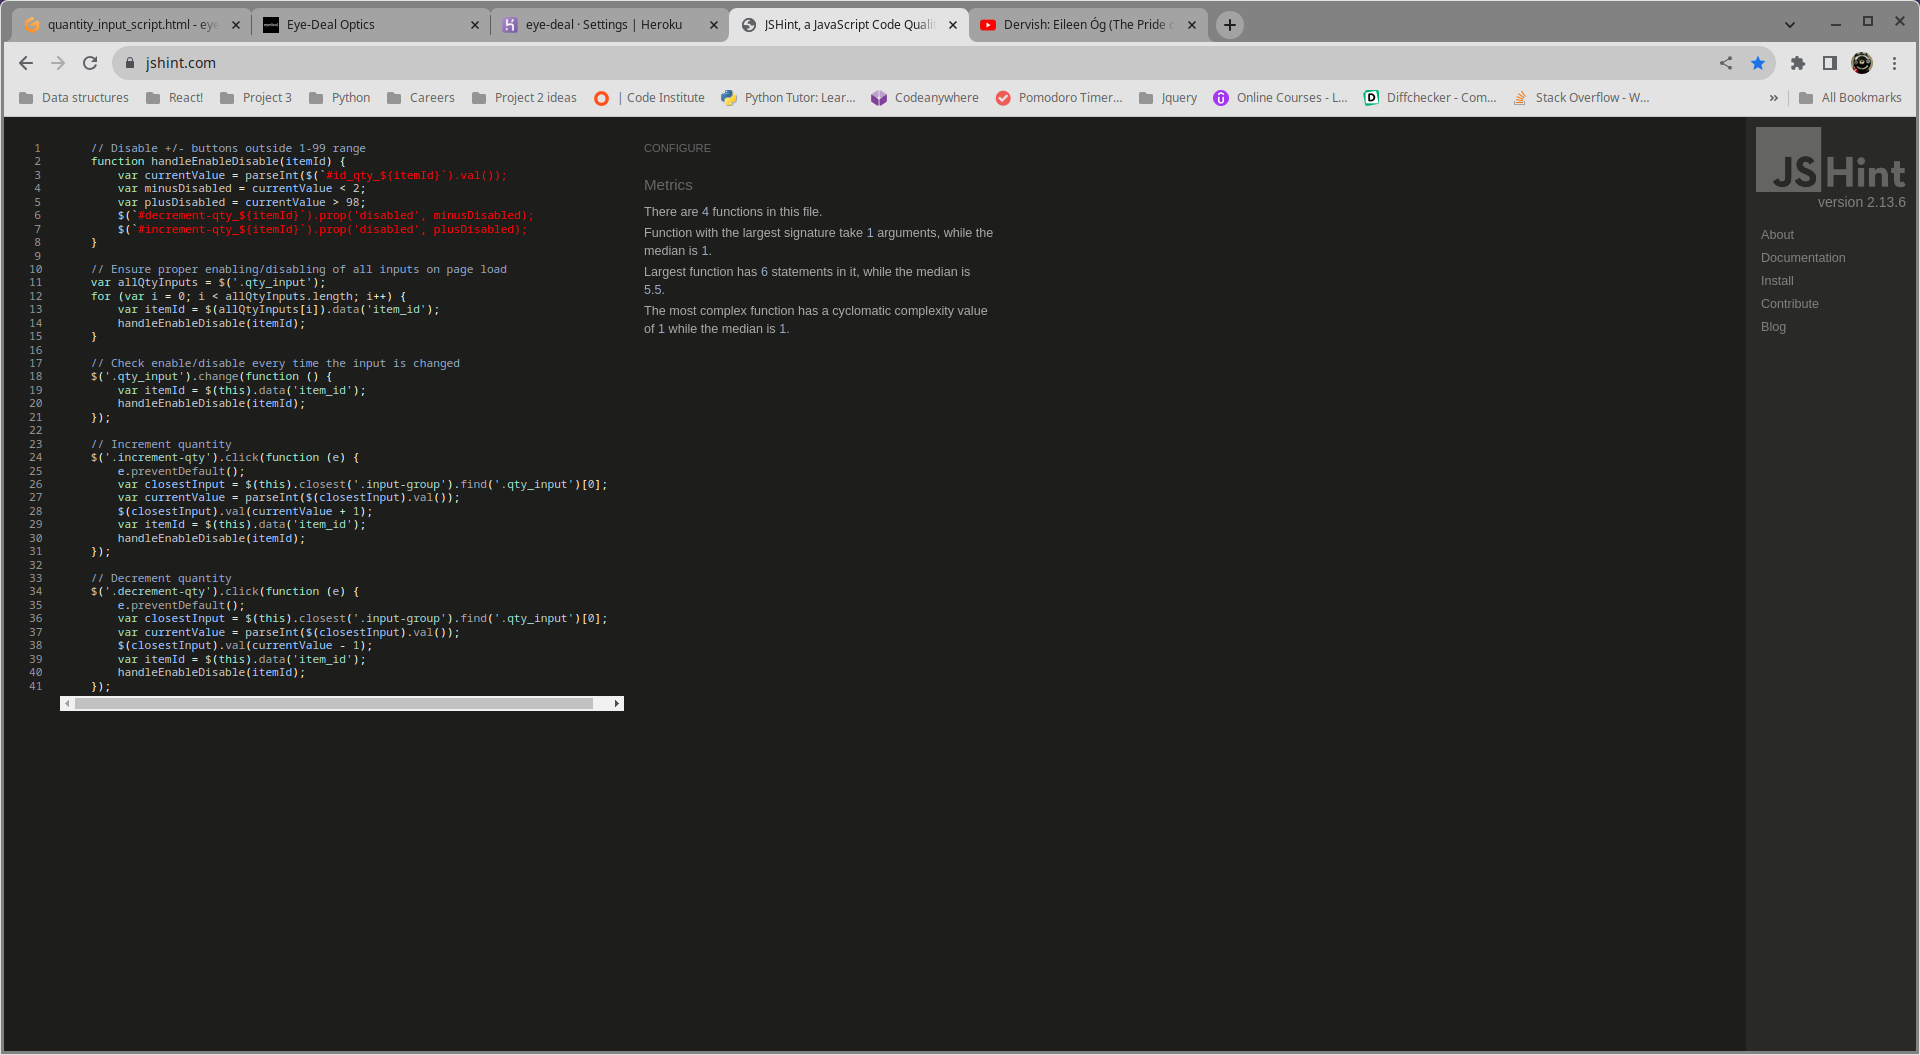 quantity_input_script.html - eye
Eye-Deal Optics
eye-deal · Settings | Heroku
JSHint, a JavaScript Code Quali
Dervish: Eileen Óg (The Pride o
jshint.com
Data structures
React!
Project 3
Python
Careers
Project 2 ideas
| Code Institute
Python Tutor: Lear...
Codeanywhere
Pomodoro Timer...
Jquery
Online Courses - L...
Diffchecker - Com...
Stack Overflow - W...
»
All Bookmarks
1 // Disable +/- buttons outside 1-99 range
2 function handleEnableDisable(itemId) {
3 var currentValue = parseInt($(`#id_qty_${itemId}`).val());
4 var minusDisabled = currentValue < 2;
5 var plusDisabled = currentValue > 98;
6 $(`#decrement-qty_${itemId}`).prop('disabled', minusDisabled);
7 $(`#increment-qty_${itemId}`).prop('disabled', plusDisabled);
8 }
9
10 // Ensure proper enabling/disabling of all inputs on page load
11 var allQtyInputs = $('.qty_input');
12 for (var i = 0; i < allQtyInputs.length; i++) {
13 var itemId = $(allQtyInputs[i]).data('item_id');
14 handleEnableDisable(itemId);
15 }
16
17 // Check enable/disable every time the input is changed
18 $('.qty_input').change(function () {
19 var itemId = $(this).data('item_id');
20 handleEnableDisable(itemId);
21 });
22
23 // Increment quantity
24 $('.increment-qty').click(function (e) {
25 e.preventDefault();
26 var closestInput = $(this).closest('.input-group').find('.qty_input')[0];
27 var currentValue = parseInt($(closestInput).val());
28 $(closestInput).val(currentValue + 1);
29 var itemId = $(this).data('item_id');
30 handleEnableDisable(itemId);
31 });
32
33 // Decrement quantity
34 $('.decrement-qty').click(function (e) {
35 e.preventDefault();
36 var closestInput = $(this).closest('.input-group').find('.qty_input')[0];
37 var currentValue = parseInt($(closestInput).val());
38 $(closestInput).val(currentValue - 1);
39 var itemId = $(this).data('item_id');
40 handleEnableDisable(itemId);
41 });
CONFIGURE
Metrics
There are 4 functions in this file.
Function with the largest signature take 1 arguments, while the
median is 1.
Largest function has 6 statements in it, while the median is
5.5.
The most complex function has a cyclomatic complexity value
of 1 while the median is 1.
JSHint
version 2.13.6
About
Documentation
Install
Contribute
Blog